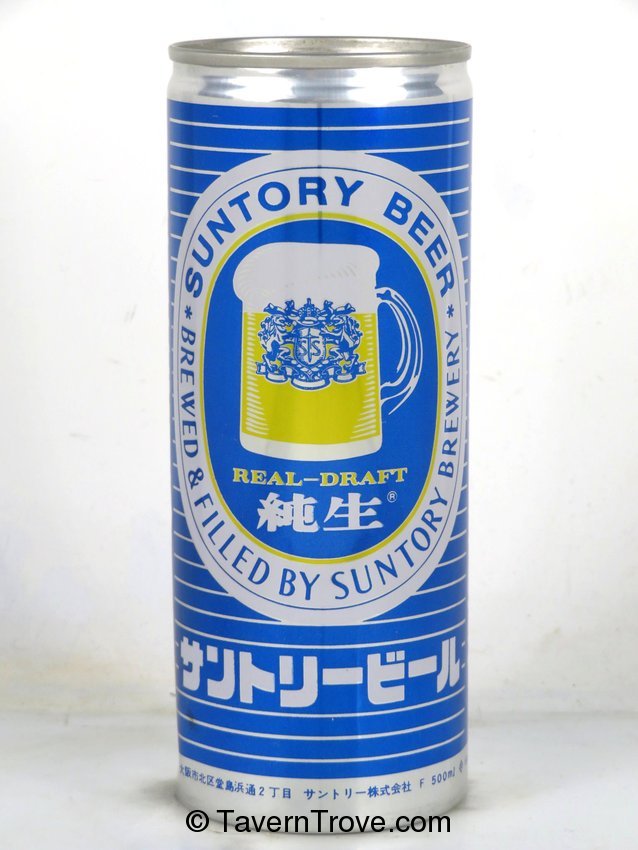 SUNTORY BEER
* BREWED & FILLED BY SUNTORY BREWERY *
REAL-DRAFT
純生®
サントリービール
大阪市北区堂島浜通2丁目 サントリー株式会社 F 500ml
© TavernTrove.com